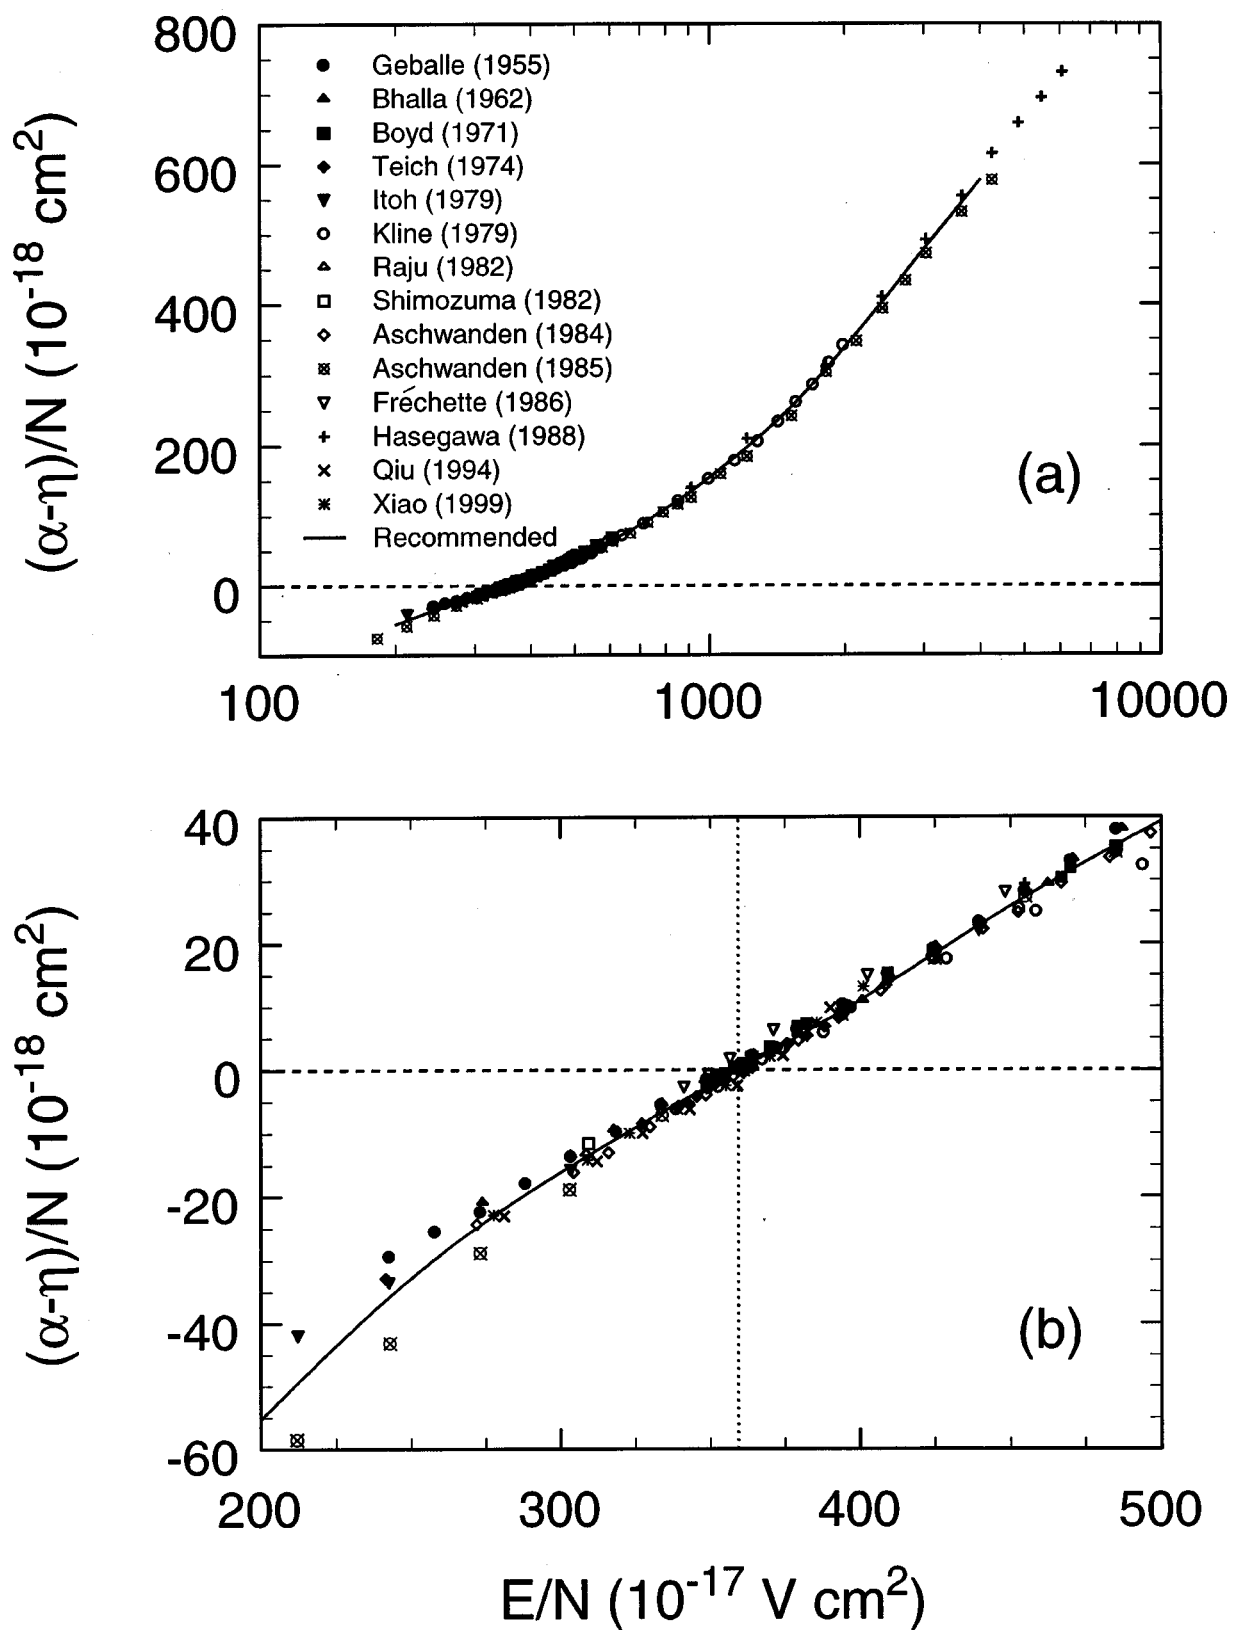 800
600
400
200
0
(α-η)/N (10⁻¹⁸ cm²)
Geballe (1955)
Bhalla (1962)
Boyd (1971)
Teich (1974)
Itoh (1979)
Kline (1979)
Raju (1982)
Shimozuma (1982)
Aschwanden (1984)
Aschwanden (1985)
Fréchette (1986)
Hasegawa (1988)
Qiu (1994)
Xiao (1999)
Recommended
(a)
100 1000 10000
40
20
0
-20
-40
-60
(α-η)/N (10⁻¹⁸ cm²)
(b)
200 300 400 500
E/N (10⁻¹⁷ V cm²)